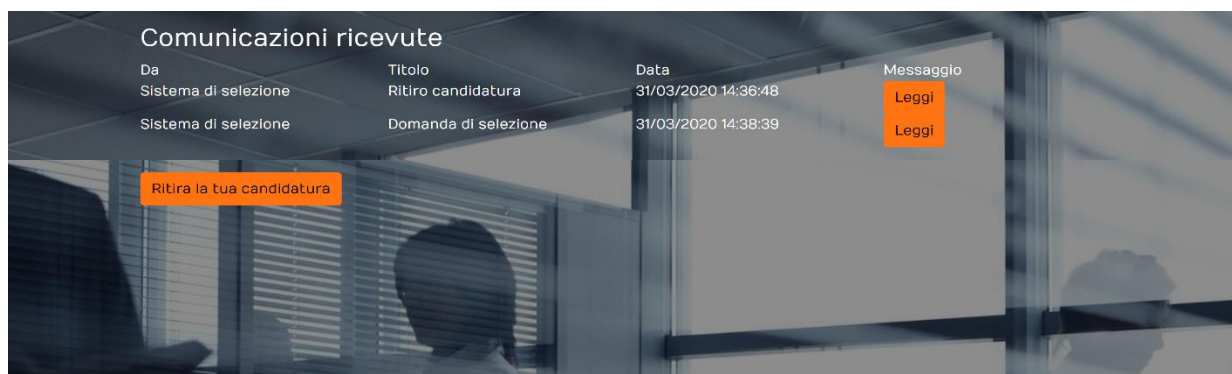 Comunicazioni ricevute
Da Titolo Data Messaggio
Sistema di selezione Ritiro candidatura 31/03/2020 14:36:48 Leggi
Sistema di selezione Domanda di selezione 31/03/2020 14:38:39 Leggi
Ritira la tua candidatura